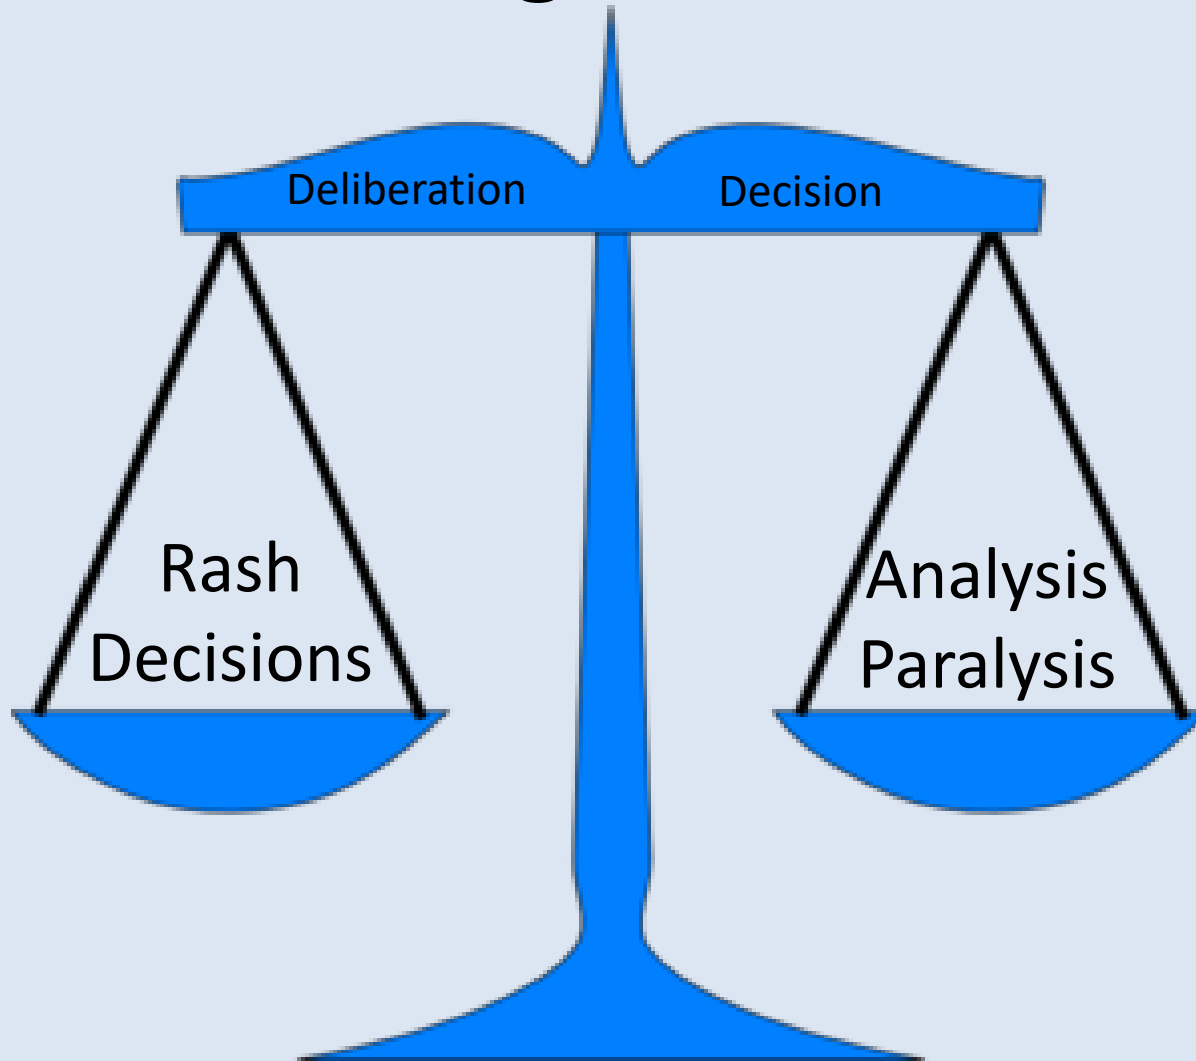 Deliberation
Decision
Rash
Decisions
Analysis
Paralysis